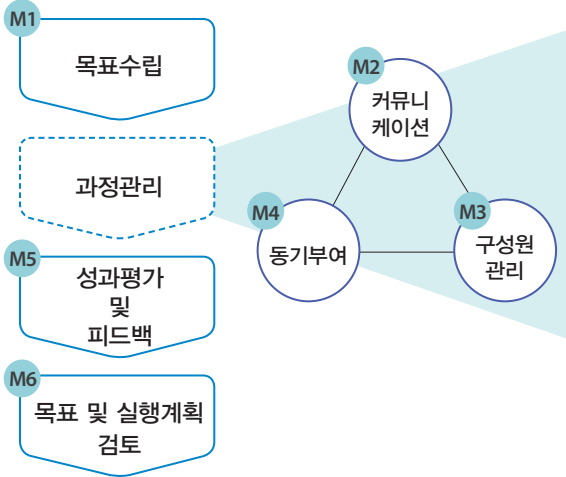 M1
목표수립
과정관리
M2
커뮤니
케이션
M4
동기부여
M3
구성원
관리
M5
성과평가
및
피드백
M6
목표 및 실행계획
검토